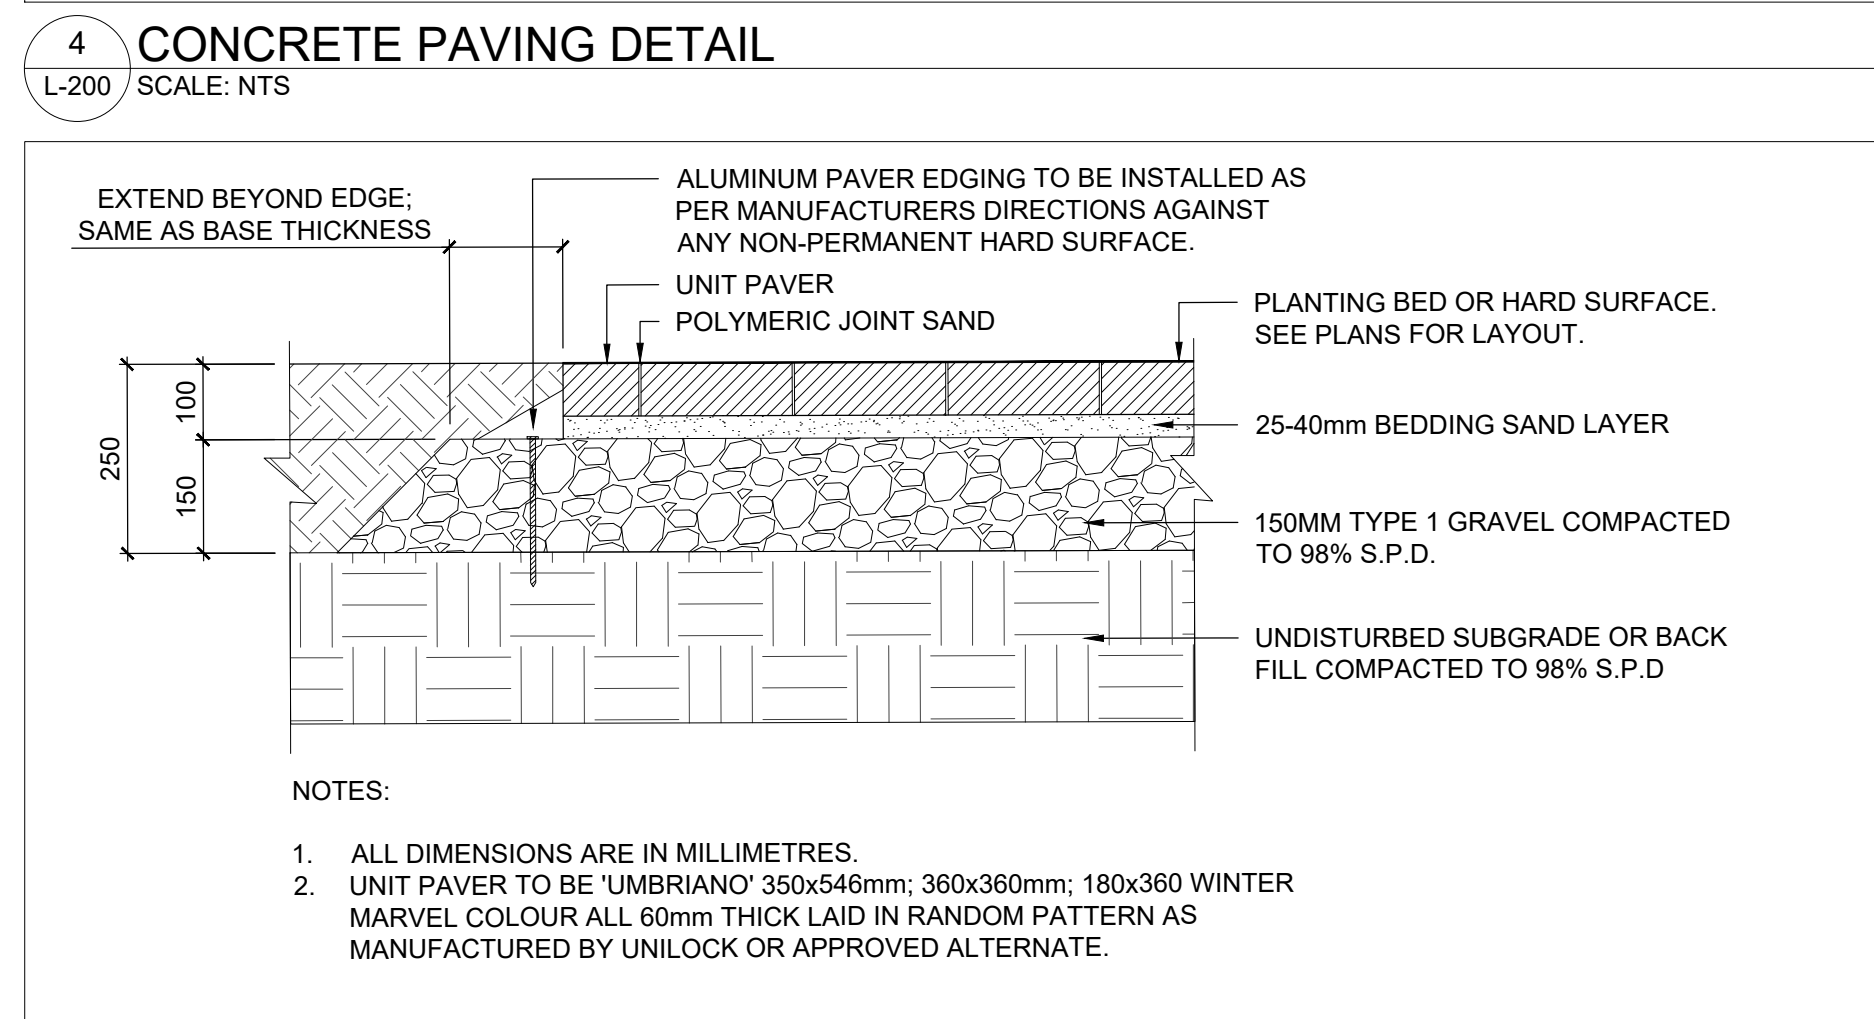 4
CONCRETE PAVING DETAIL
L-200
SCALE: NTS
EXTEND BEYOND EDGE;
SAME AS BASE THICKNESS
ALUMINUM PAVER EDGING TO BE INSTALLED AS
PER MANUFACTURERS DIRECTIONS AGAINST
ANY NON-PERMANENT HARD SURFACE.
UNIT PAVER
POLYMERIC JOINT SAND
PLANTING BED OR HARD SURFACE.
SEE PLANS FOR LAYOUT.
100
250
150
25-40mm BEDDING SAND LAYER
150MM TYPE 1 GRAVEL COMPACTED
TO 98% S.P.D.
UNDISTURBED SUBGRADE OR BACK
FILL COMPACTED TO 98% S.P.D
NOTES:
1. ALL DIMENSIONS ARE IN MILLIMETRES.
2. UNIT PAVER TO BE 'UMBRIANO' 350x546mm; 360x360mm; 180x360 WINTER
MARVEL COLOUR ALL 60mm THICK LAID IN RANDOM PATTERN AS
MANUFACTURED BY UNILOCK OR APPROVED ALTERNATE.